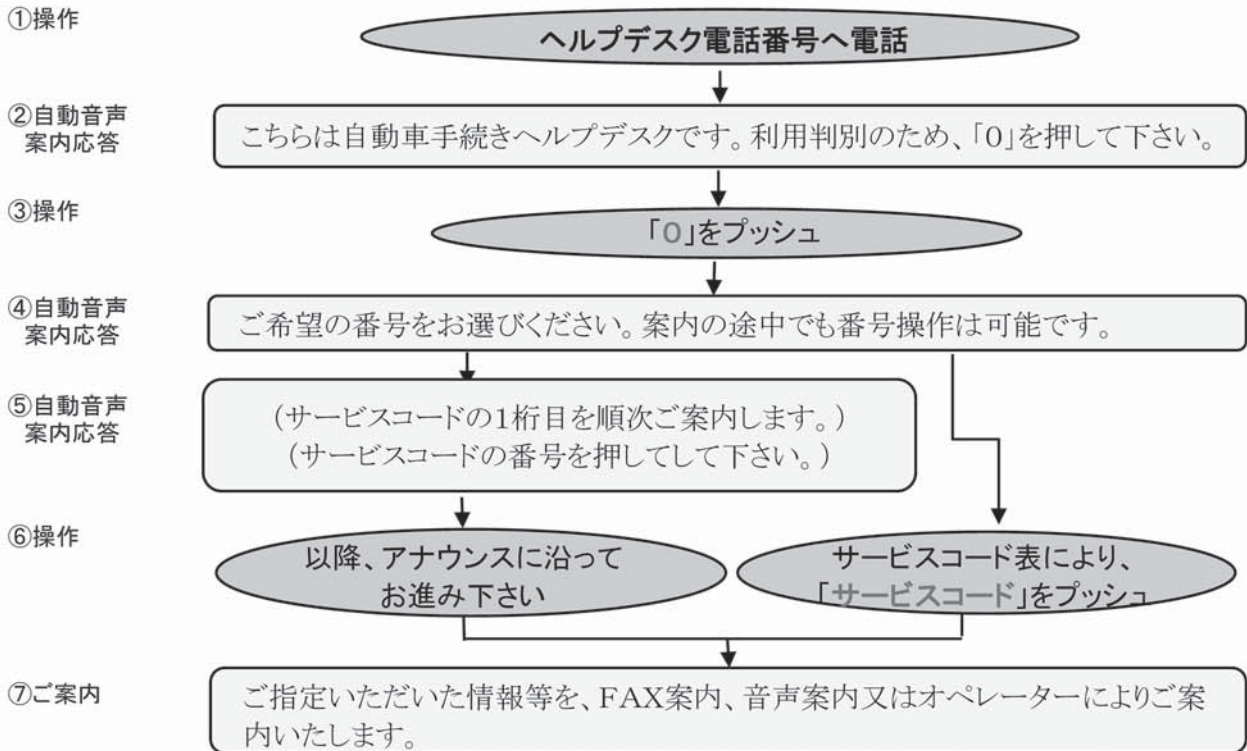 ①操作
ヘルプデスク電話番号へ電話
②自動音声
案内応答
こちらは自動車手続きヘルプデスクです。利用判別のため、「0」を押して下さい。
③操作
「0」をプッシュ
④自動音声
案内応答
ご希望の番号をお選びください。案内の途中でも番号操作は可能です。
⑤自動音声
案内応答
(サービスコードの1桁目を順次ご案内します。)
(サービスコードの番号を押してして下さい。)
⑥操作
以降、アナウンスに沿って
お進み下さい
サービスコード表により、
「サービスコード」をプッシュ
⑦ご案内
ご指定いただいた情報等を、FAX案内、音声案内又はオペレーターによりご案
内いたします。